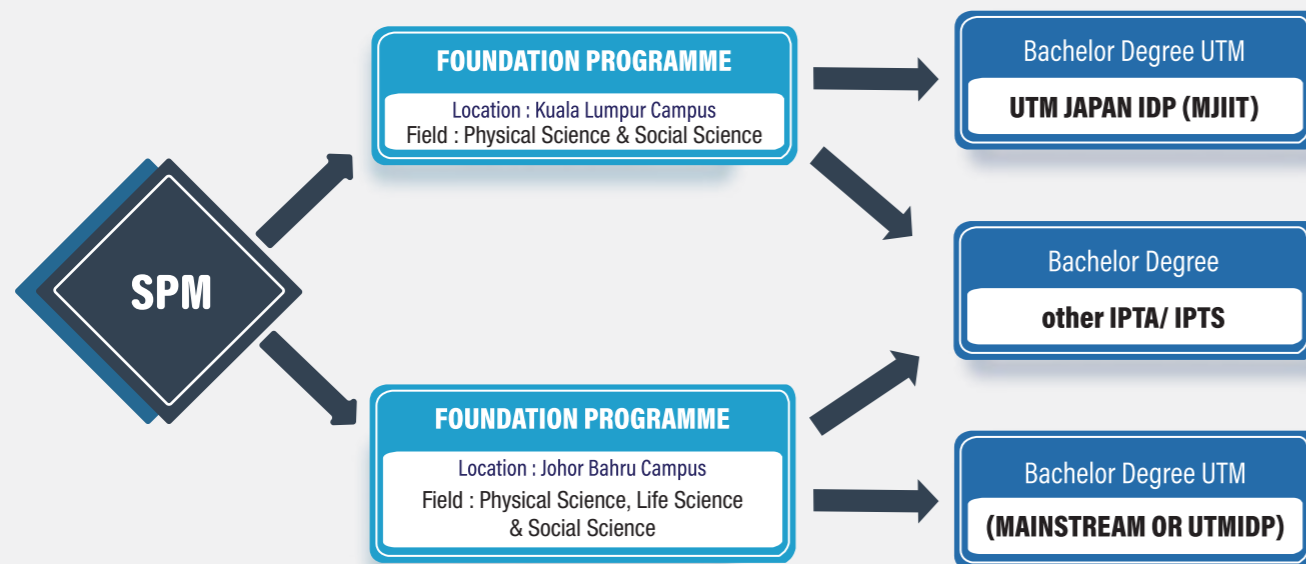 SPM
FOUNDATION PROGRAMME
Location : Kuala Lumpur Campus
Field : Physical Science & Social Science
FOUNDATION PROGRAMME
Location : Johor Bahru Campus
Field : Physical Science, Life Science
& Social Science
Bachelor Degree UTM
UTM JAPAN IDP (MJIIT)
Bachelor Degree
other IPTA/ IPTS
Bachelor Degree UTM
(MAINSTREAM OR UTMIDP)